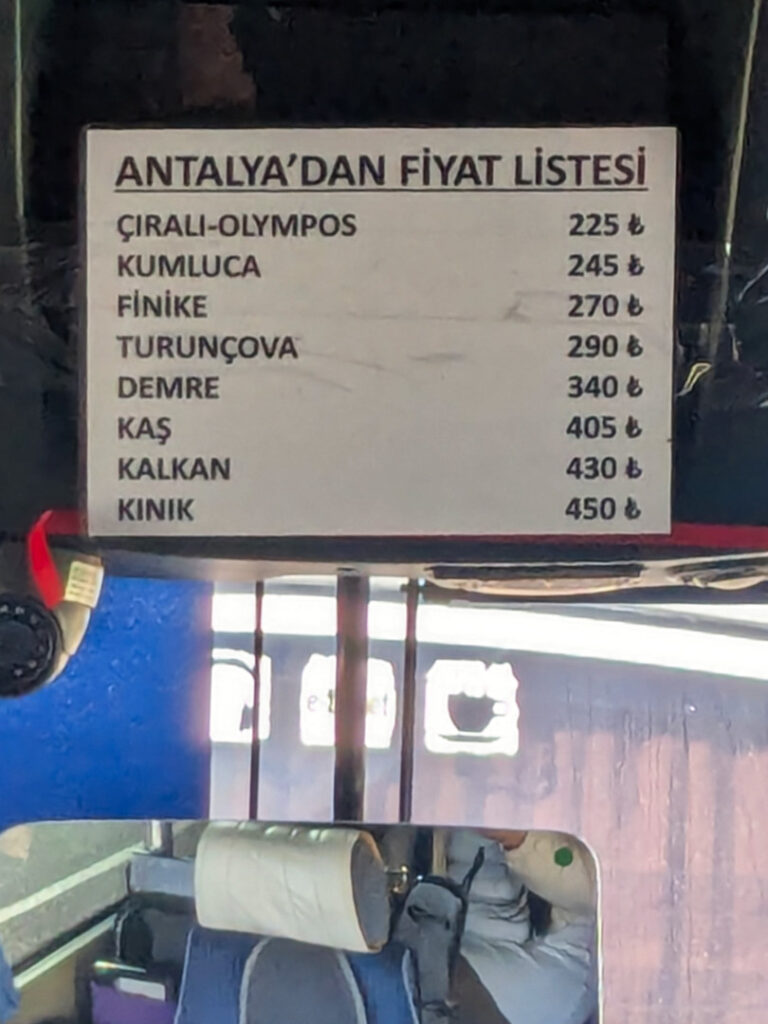 ANTALYA'DAN FİYAT LİSTESİ
ÇIRALI-OLYMPOS 225 ₺
KUMLUCA 245 ₺
FİNİKE 270 ₺
TURUNÇOVA 290 ₺
DEMRE 340 ₺
KAŞ 405 ₺
KALKAN 430 ₺
KINIK 450 ₺